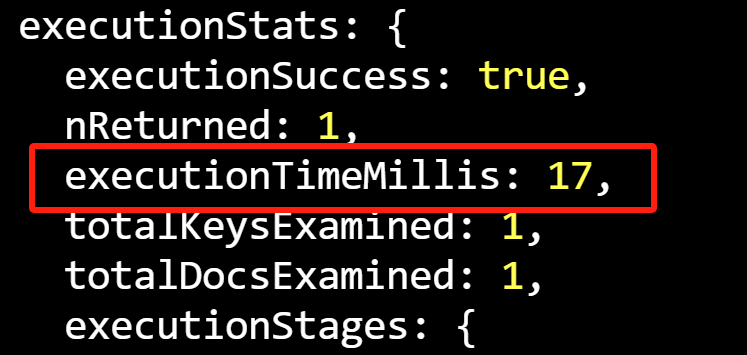 executionStats: {
executionSuccess: true,
nReturned: 1,
executionTimeMillis: 17,
totalKeysExamined: 1,
totalDocsExamined: 1,
executionStages: {